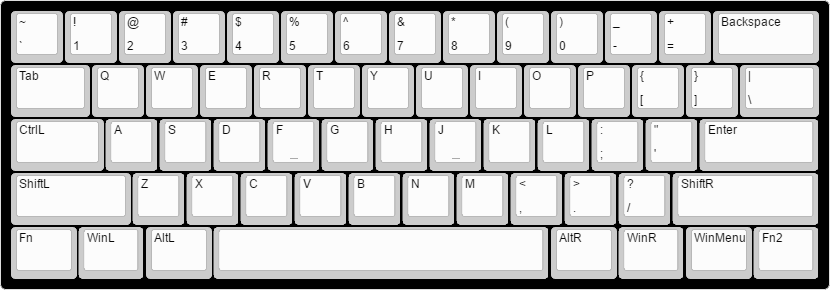 ~ ! @ # $ % ^ & * ( ) _ + Backspace
` 1 2 3 4 5 6 7 8 9 0 - =
Tab Q W E R T Y U I O P { } |
[ ] \
CtrlL A S D F G H J K L : " Enter
_ _ ; '
ShiftL Z X C V B N M < > ? ShiftR
, . /
Fn WinL AltL AltR WinR WinMenu Fn2